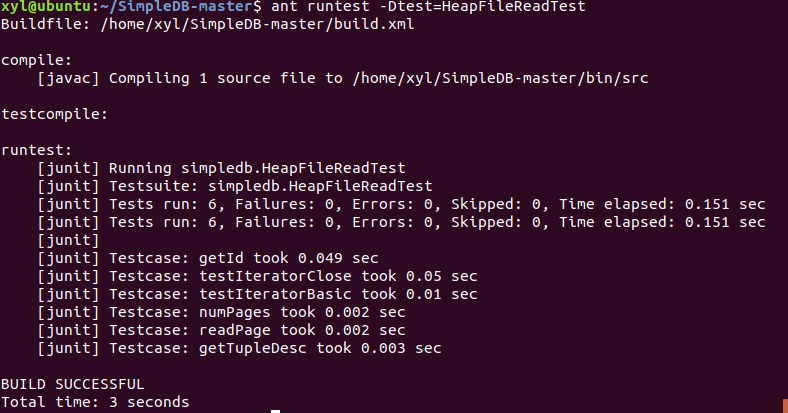 xyl@ubuntu:~/SimpleDB-master$ ant runtest -Dtest=HeapFileReadTest
Buildfile: /home/xyl/SimpleDB-master/build.xml

compile:
    [javac] Compiling 1 source file to /home/xyl/SimpleDB-master/bin/src

testcompile:

runtest:
    [junit] Running simpledb.HeapFileReadTest
    [junit] Testsuite: simpledb.HeapFileReadTest
    [junit] Tests run: 6, Failures: 0, Errors: 0, Skipped: 0, Time elapsed: 0.151 sec
    [junit] Tests run: 6, Failures: 0, Errors: 0, Skipped: 0, Time elapsed: 0.151 sec
    [junit]
    [junit] Testcase: getId took 0.049 sec
    [junit] Testcase: testIteratorClose took 0.05 sec
    [junit] Testcase: testIteratorBasic took 0.01 sec
    [junit] Testcase: numPages took 0.002 sec
    [junit] Testcase: readPage took 0.002 sec
    [junit] Testcase: getTupleDesc took 0.003 sec

BUILD SUCCESSFUL
Total time: 3 seconds